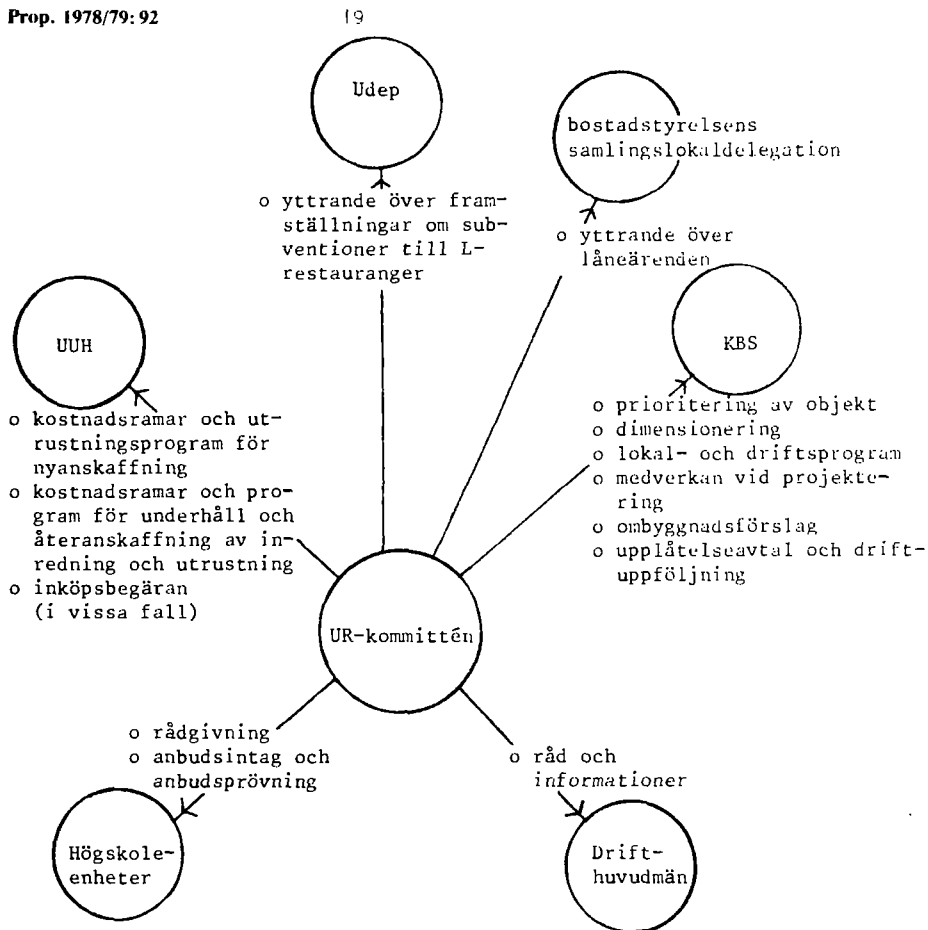 Prop. 1978/79:92
19
Udep
bostadstyrelsens
samlingslokaldelegation
o yttrande över fram-
ställningar om sub-
ventioner till L-
restauranger
o yttrande över
låneärenden
UUH
KBS
o kostnadsramar och ut-
rustningsprogram för
nyanskaffning
o kostnadsramar och pro-
gram för underhåll och
återanskaffning av in-
redning och utrustning
o inköpsbegäran
(i vissa fall)
o prioritering av objekt
o dimensionering
o lokal- och driftsprogram
o medverkan vid projekte-
ring
o ombyggnadsförslag
o upplåtelseavtal och drift-
uppföljning
UR-kommittén
o rådgivning
o anbudsintag och
anbudsprövning
o råd och
informationer
Högskole-
enheter
Drift-
huvudmän